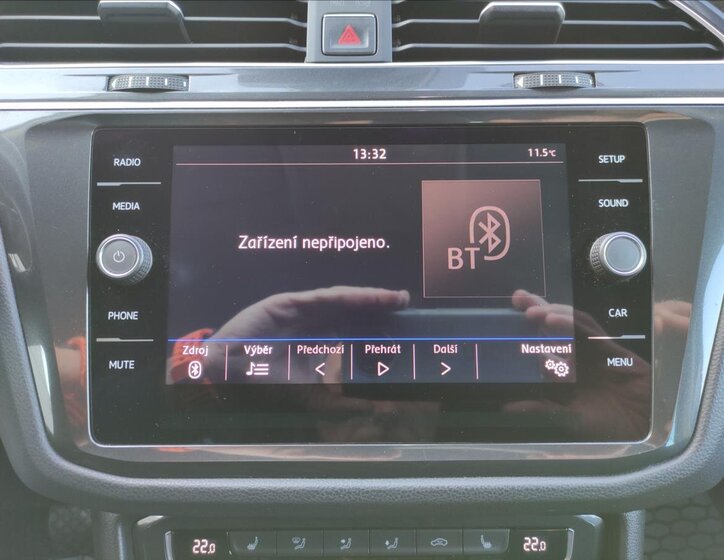 13:32
11.5°C
RADIO
MEDIA
PHONE
MUTE
Zařízení nepřipojeno.
BT
Zdroj
Výběr
Předchozí
Přehrát
Další
Nastavení
SETUP
SOUND
CAR
MENU
22.0
22.0